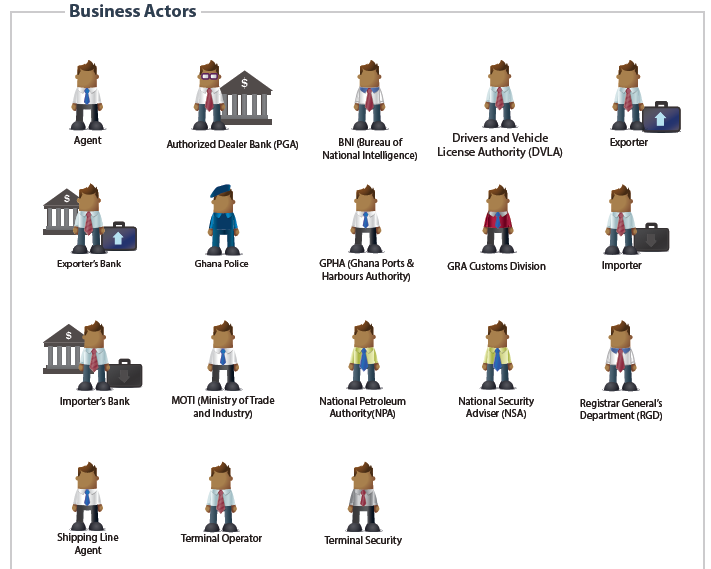 Business Actors
$
Agent
Authorized Dealer Bank (PGA)
BNI (Bureau of
National Intelligence)
Drivers and Vehicle
License Authority (DVLA)
Exporter
$
Exporter's Bank
Ghana Police
GPHA (Ghana Ports &
Harbours Authority)
GRA Customs Division
Importer
$
Importer's Bank
MOTI (Ministry of Trade
and Industry)
National Petroleum
Authority(NPA)
National Security
Adviser (NSA)
Registrar General's
Department (RGD)
Shipping Line
Agent
Terminal Operator
Terminal Security